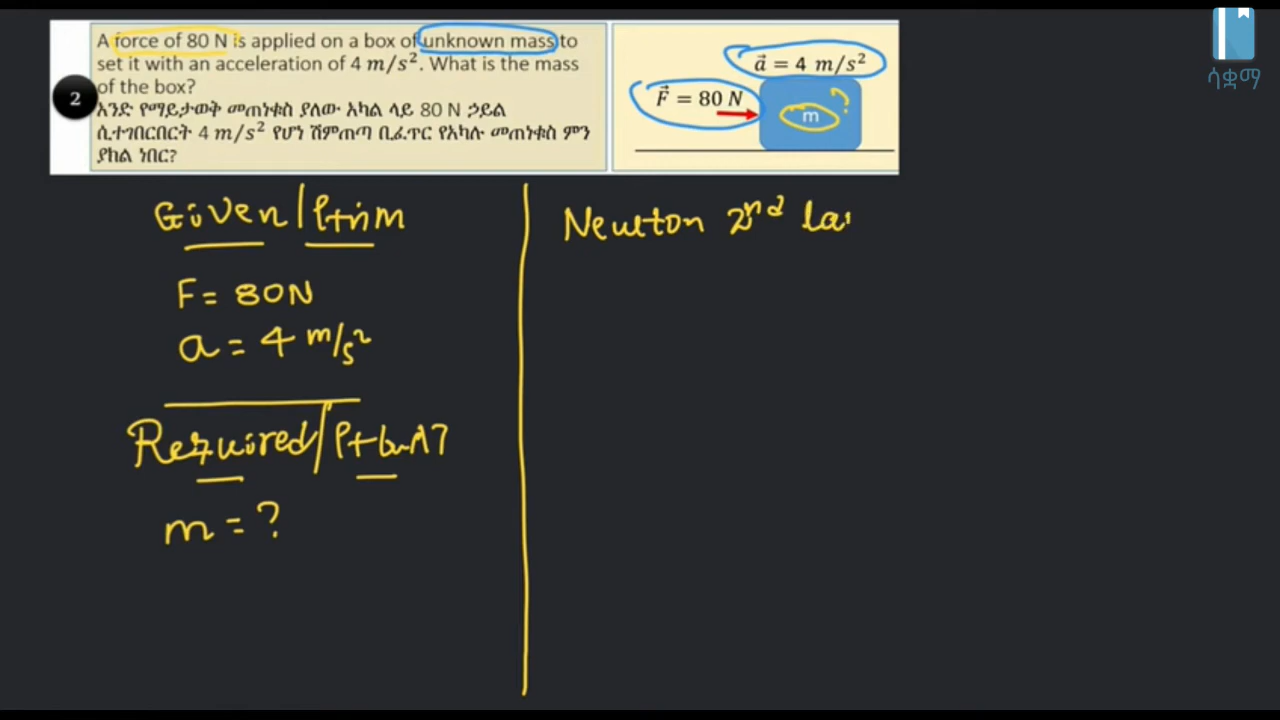 A force of 80 N is applied on a box of unknown mass to
set it with an acceleration of 4 m/s². What is the mass
of the box?
አንድ የማይታወቅ መጠነቁስ ያለው አካል ላይ 80 N ኃይል
ሲተገበርበርት 4 m/s² የሆነ ሽምጠጣ ቢፈጥር የአካሉ መጠነቁስ ምን
ያክል ነበር?
2
a⃗ = 4 m/s²
F⃗ = 80 N
?
m
ሳቋማ
Given/የተሰጠ
F = 80N
a = 4 m/s²
Required/
m = ?
Newton 2nd la